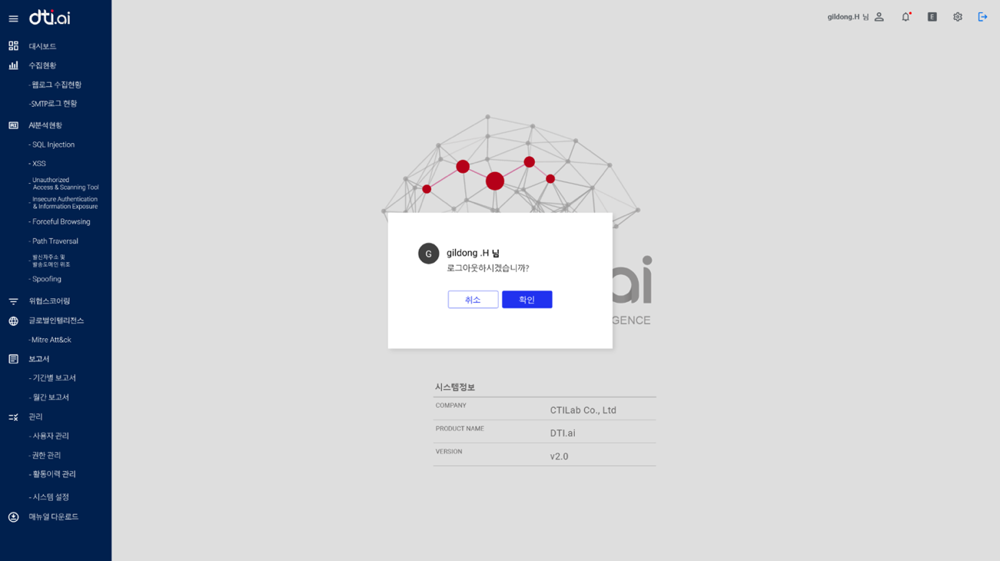 dti.ai
gildong.H 님
E
대시보드
수집현황
- 웹로그 수집현황
-SMTP로그 현황
AI
AI분석현황
- SQL Injection
- XSS
- Unauthorized
Access & Scanning Tool
- Insecure Authentication
& Information Exposure
- Forceful Browsing
- Path Traversal
- 발신자주소 및
발송도메인 위조
- Spoofing
위협스코어링
글로벌인텔리전스
- Mitre Att&ck
보고서
- 기간별 보고서
- 월간 보고서
관리
- 사용자 관리
- 권한 관리
- 활동이력 관리
- 시스템 설정
매뉴얼 다운로드
G
gildong .H 님
로그아웃하시겠습니까?
취소 확인
ai
GENCE
시스템정보
COMPANY CTILab Co., Ltd
PRODUCT NAME DTI.ai
VERSION v2.0